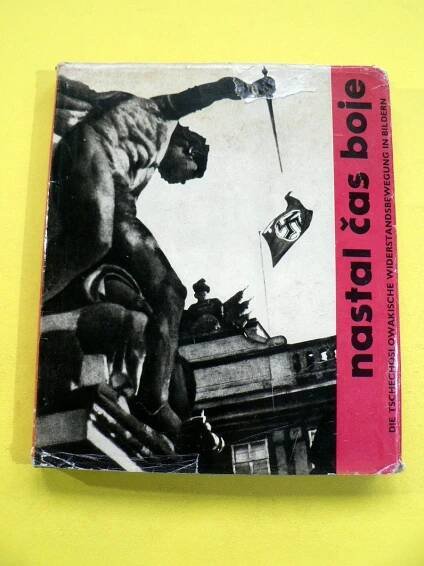 nastal čas boje
DIE TSCHECHOSLOWAKISCHE WIDERSTANDSBEWEGUNG IN BILDERN